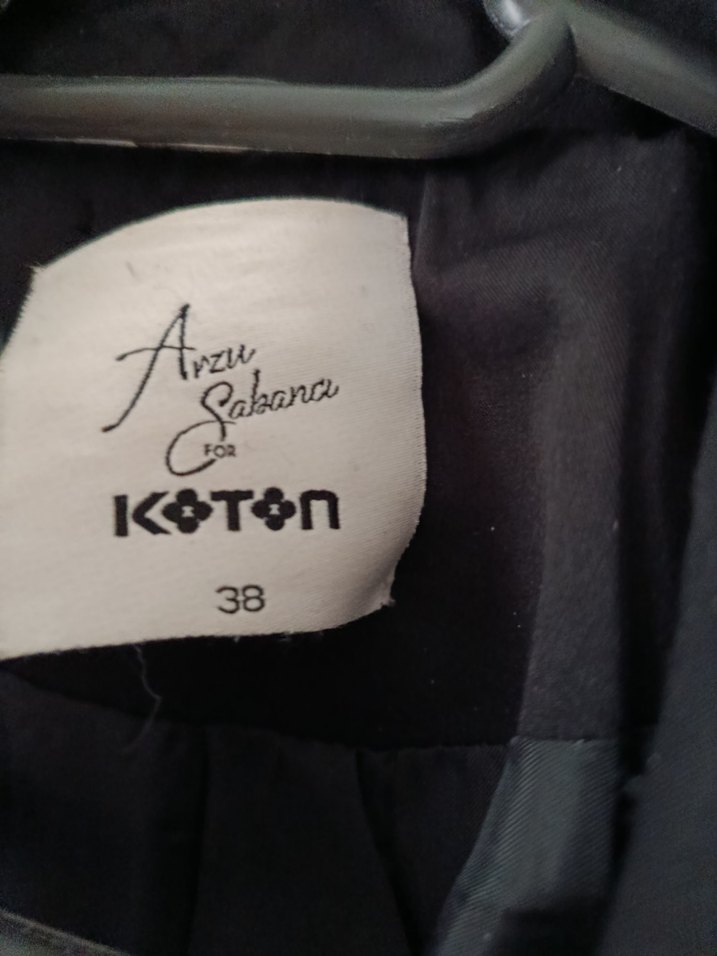 Arzu
Sabancı
FOR
KOTON
38